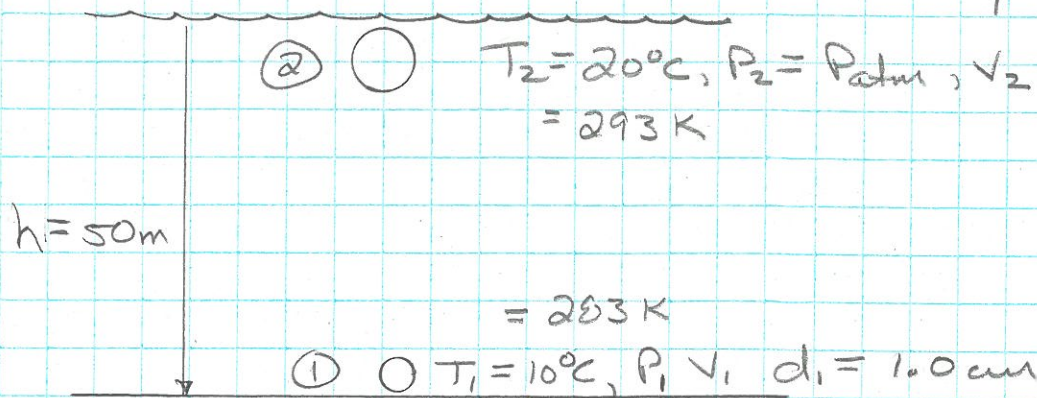 ② T₂ = 20°C, P₂ = Patm, V₂
= 293 K
h = 50m
= 283 K
① T₁ = 10°C, P₁ V₁ d₁ = 1.0 cm